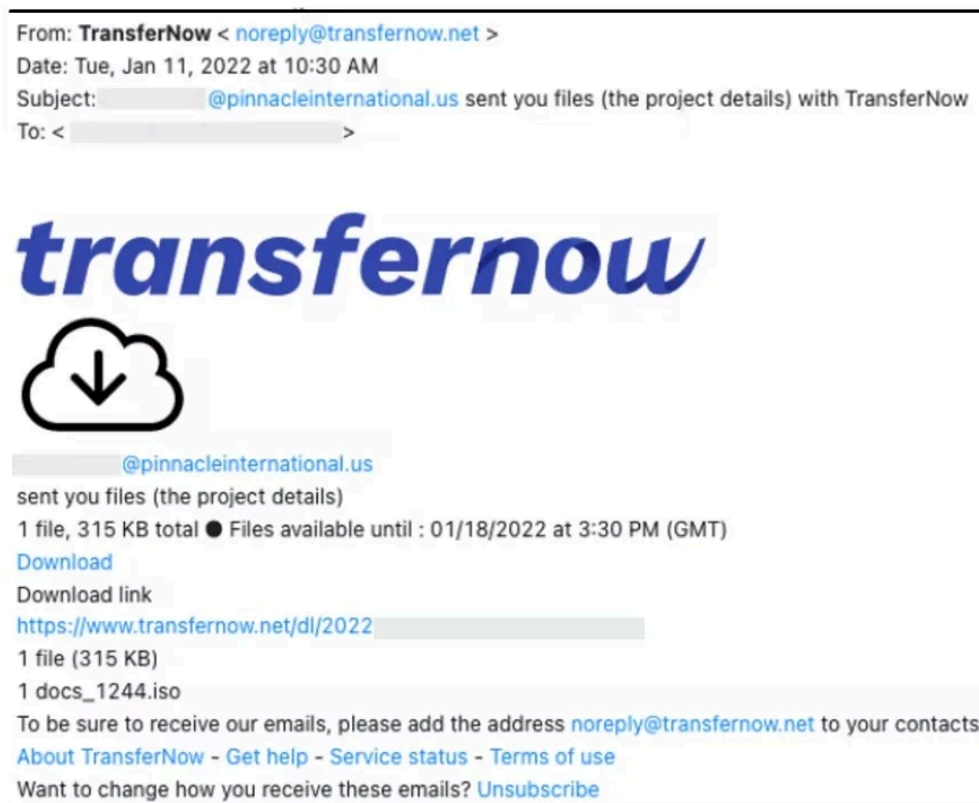 From: TransferNow < noreply@transfernow.net >
Date: Tue, Jan 11, 2022 at 10:30 AM
Subject: @pinnacleinternational.us sent you files (the project details) with TransferNow
To: < >
transfernow
@pinnacleinternational.us
sent you files (the project details)
1 file, 315 KB total ● Files available until : 01/18/2022 at 3:30 PM (GMT)
Download
Download link
https://www.transfernow.net/dl/2022
1 file (315 KB)
1 docs_1244.iso
To be sure to receive our emails, please add the address noreply@transfernow.net to your contacts
About TransferNow - Get help - Service status - Terms of use
Want to change how you receive these emails? Unsubscribe